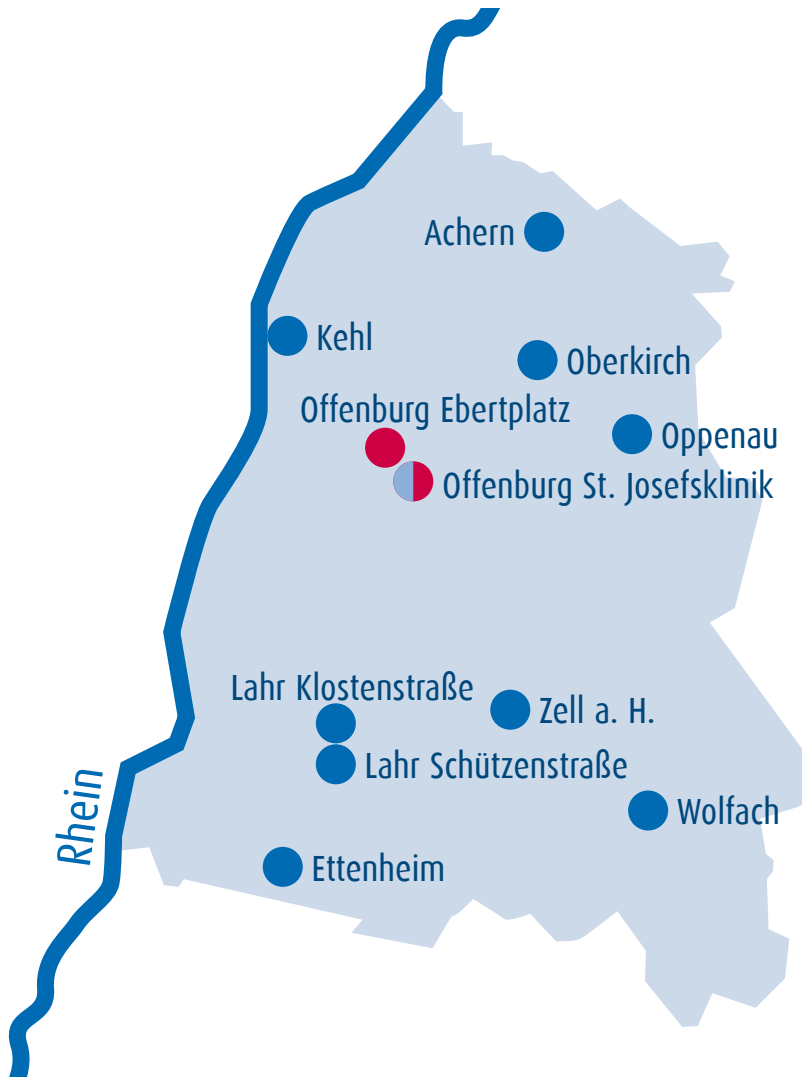 Achern
Kehl
Oberkirch
Offenburg Ebertplatz
Oppenau
Offenburg St. Josefsklinik
Lahr Klostenstraße
Zell a. H.
Lahr Schützenstraße
Rhein
Wolfach
Ettenheim